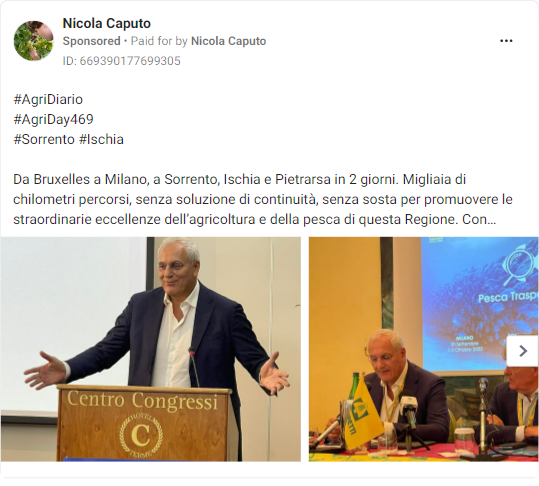 Nicola Caputo
Sponsored • Paid for by Nicola Caputo
ID: 669390177699305
#AgriDiario
#AgriDay469
#Sorrento #Ischia
Da Bruxelles a Milano, a Sorrento, Ischia e Pietrarsa in 2 giorni. Migliaia di
chilometri percorsi, senza soluzione di continuità, senza sosta per promuovere le
straordinarie eccellenze dell'agricoltura e della pesca di questa Regione. Con...
Centro Congressi
HOTEL
C
TERME
Pesca Trasp
MILANO